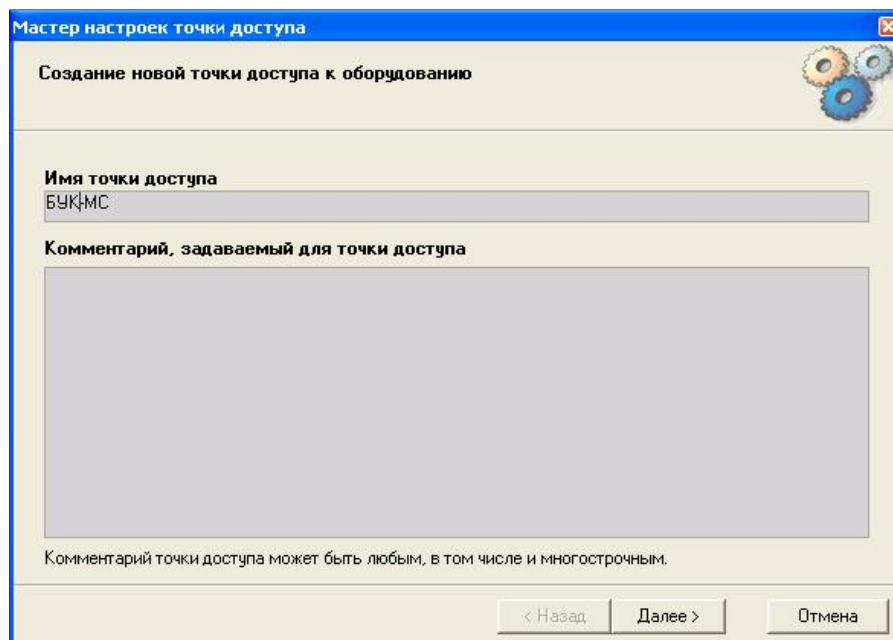 Мастер настроек точки доступа
Создание новой точки доступа к оборудованию
Имя точки доступа
БУК-МС
Комментарий, задаваемый для точки доступа
Комментарий точки доступа может быть любым, в том числе и многострочным.
< Назад Далее > Отмена